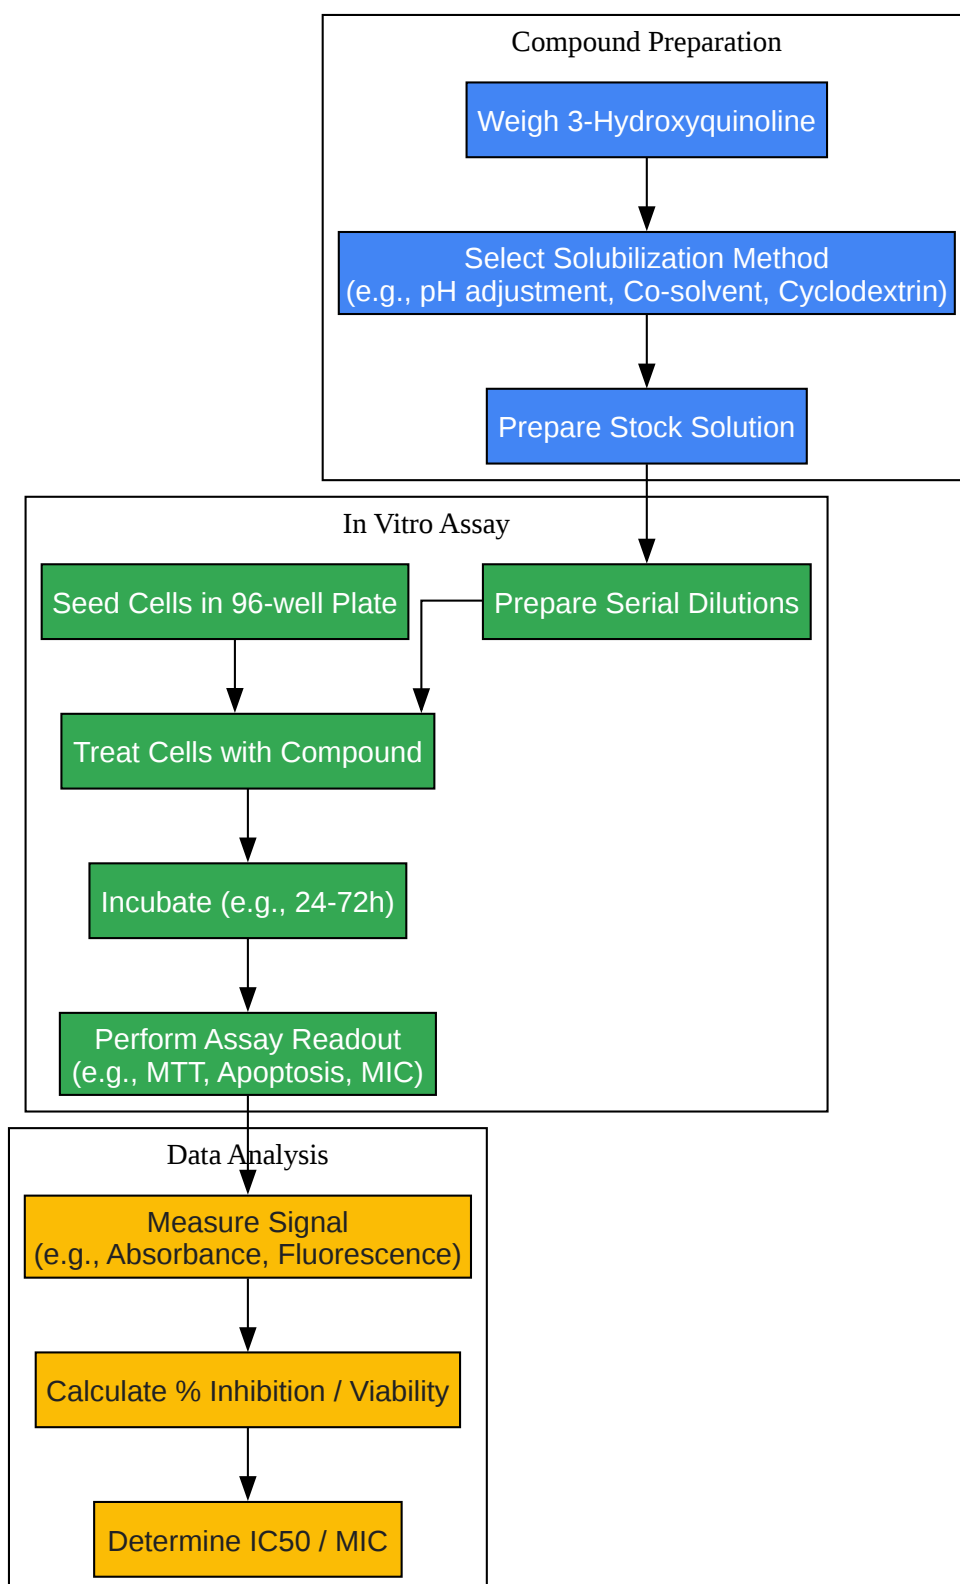 Compound Preparation
Weigh 3-Hydroxyquinoline
Select Solubilization Method
(e.g., pH adjustment, Co-solvent, Cyclodextrin)
Prepare Stock Solution
In Vitro Assay
Seed Cells in 96-well Plate
Prepare Serial Dilutions
Treat Cells with Compound
Incubate (e.g., 24-72h)
Perform Assay Readout
(e.g., MTT, Apoptosis, MIC)
Data Analysis
Measure Signal
(e.g., Absorbance, Fluorescence)
Calculate % Inhibition / Viability
Determine IC50 / MIC